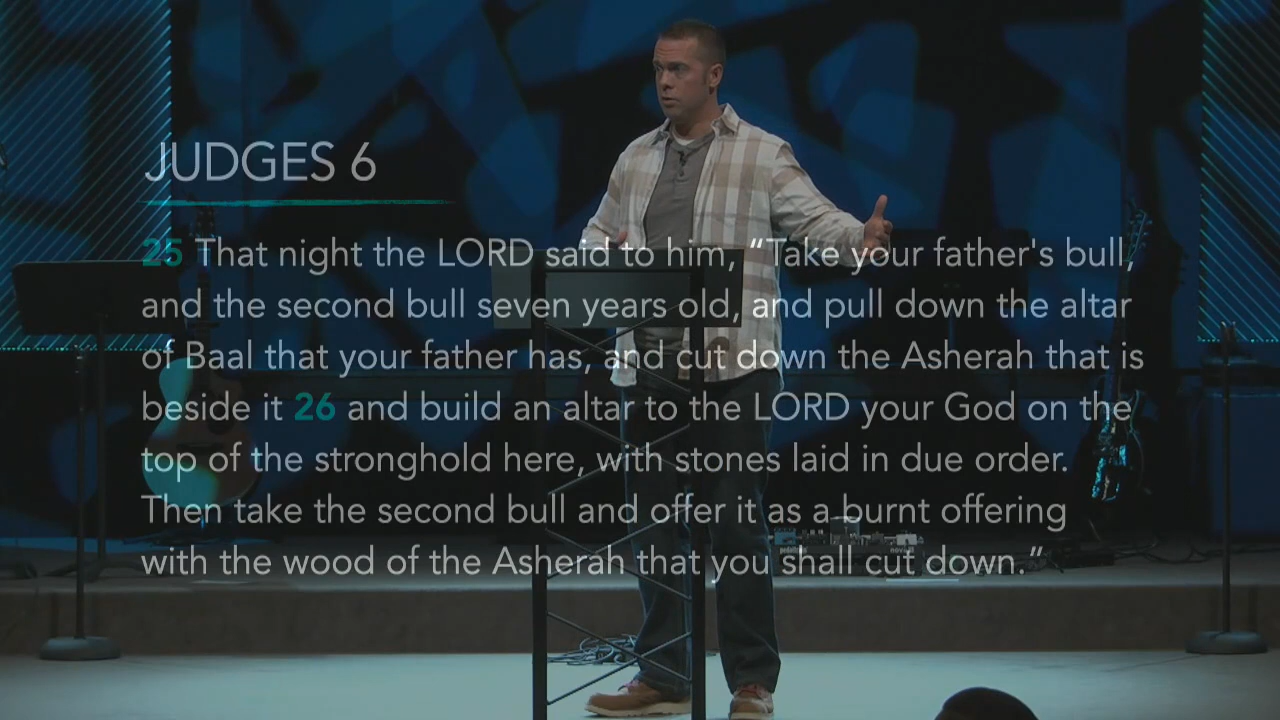 JUDGES 6
25 That night the LORD said to him, “Take your father's bull,
and the second bull seven years old, and pull down the altar
of Baal that your father has, and cut down the Asherah that is
beside it 26 and build an altar to the LORD your God on the
top of the stronghold here, with stones laid in due order.
Then take the second bull and offer it as a burnt offering
with the wood of the Asherah that you shall cut down.”